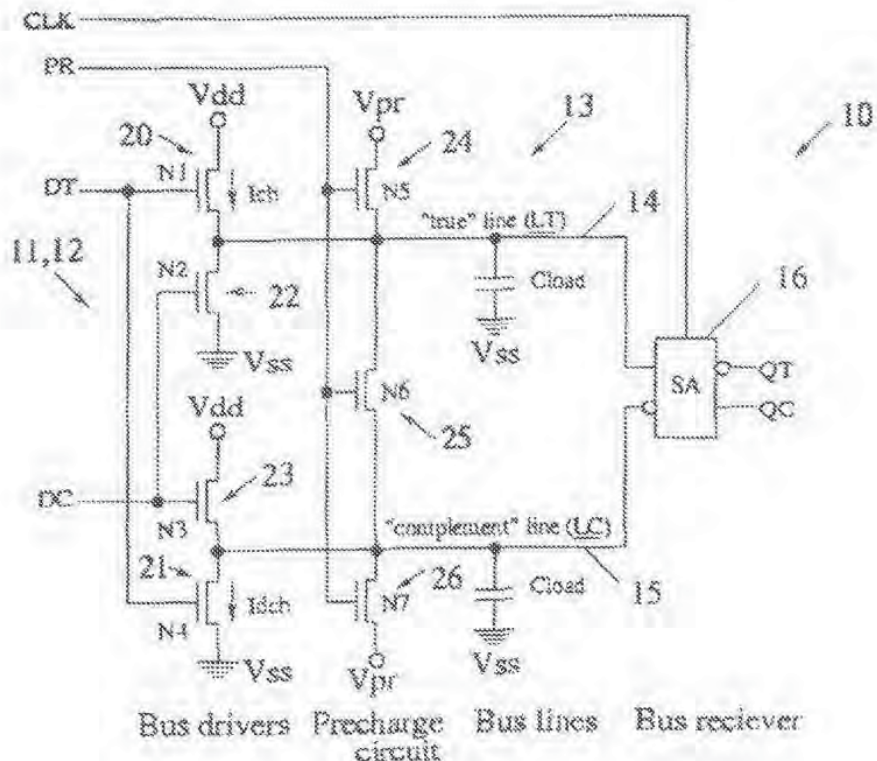 CLK
PR
Vdd
Vpr
13
10
20
24
N1
Ich
N5
DT
"true" line (LT)
14
11,12
N2
22
Cload
16
Vss
Vss
SA
QT
QC
Vdd
N6
25
23
DC
N3
"complement" line (LC)
21
26
Cload
15
N4
Idch
N7
Vss
Vpr
Vss
Bus drivers
Precharge circuit
Bus lines
Bus reciever